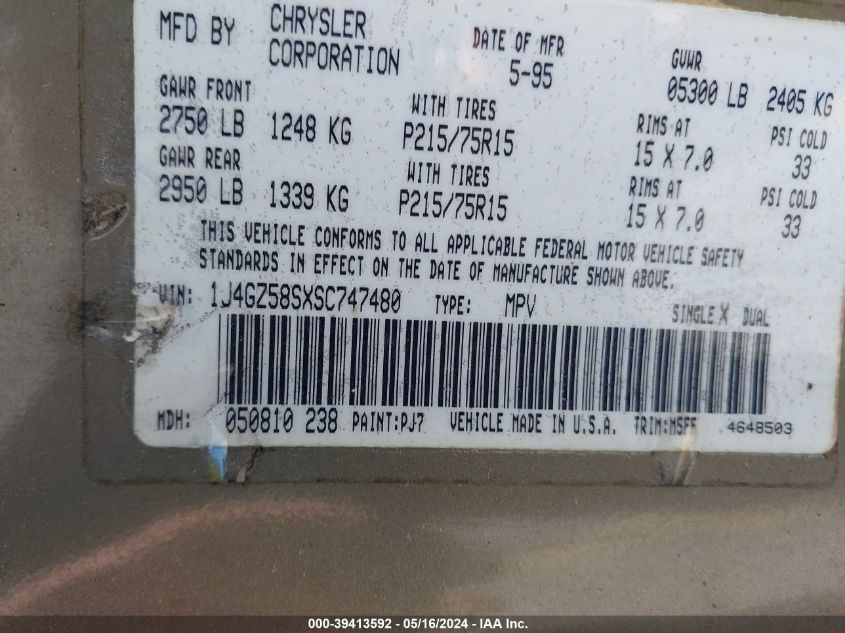 MFD BY CHRYSLER CORPORATION DATE OF MFR 5-95 GVWR 05300 LB 2405 KG
GAWR FRONT WITH TIRES RIMS AT PSI COLD
2750 LB 1248 KG P215/75R15 15 X 7.0 33
GAWR REAR WITH TIRES RIMS AT PSI COLD
2950 LB 1339 KG P215/75R15 15 X 7.0 33
THIS VEHICLE CONFORMS TO ALL APPLICABLE FEDERAL MOTOR VEHICLE SAFETY
STANDARDS IN EFFECT ON THE DATE OF MANUFACTURE SHOWN ABOVE.
VIN: 1J4GZ58SXSC747480 TYPE: MPV SINGLE X DUAL
MDH: 050810 238 PAINT:PJ7 VEHICLE MADE IN U.S.A. TRIM:MSFF 4648503
000-39413592 - 05/16/2024 - IAA Inc.